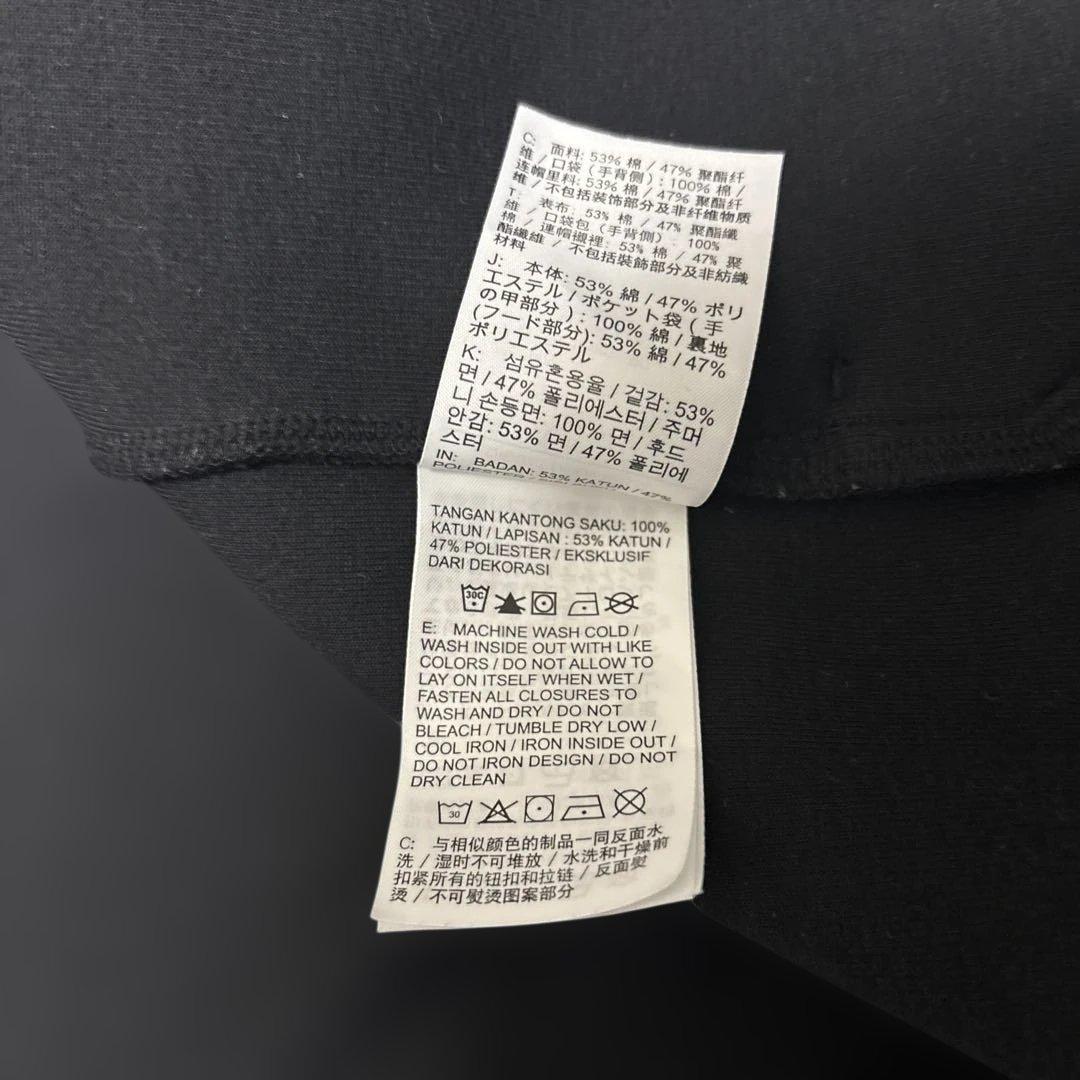 C: 面料: 53% 棉 / 47% 聚酯纤
维 / 口袋 (手背侧) : 100% 棉 /
连帽里料: 53% 棉 / 47% 聚酯纤
维 / 不包括装饰部分及非纤维物质
T: 表布: 53% 棉 / 47% 聚酯纖
維 / 口袋包 (手背側) : 100%
棉 / 連帽襯裡: 53% 棉 / 47% 聚
酯纖維 / 不包括裝飾部分及非紡織
材料
J: 本体: 53% 綿 / 47% ポリ
エステル / ポケット袋 ( 手
の甲部分 ) : 100% 綿 / 裏地
(フード部分): 53% 綿 / 47%
ポリエステル
K: 섬유혼용율 / 겉감: 53%
면 / 47% 폴리에스터 / 주머
니 손등면: 100% 면 / 후드
안감: 53% 면 / 47% 폴리에
스터
IN: BADAN: 53% KATUN / 47%
POLIESTER
TANGAN KANTONG SAKU: 100%
KATUN / LAPISAN : 53% KATUN /
47% POLIESTER / EKSKLUSIF
DARI DEKORASI
30C
E: MACHINE WASH COLD /
WASH INSIDE OUT WITH LIKE
COLORS / DO NOT ALLOW TO
LAY ON ITSELF WHEN WET /
FASTEN ALL CLOSURES TO
WASH AND DRY / DO NOT
BLEACH / TUMBLE DRY LOW /
COOL IRON / IRON INSIDE OUT /
DO NOT IRON DESIGN / DO NOT
DRY CLEAN
30
C: 与相似颜色的制品一同反面水
洗 / 湿时不可堆放 / 水洗和干燥前
扣紧所有的钮扣和拉链 / 反面熨
烫 / 不可熨烫图案部分